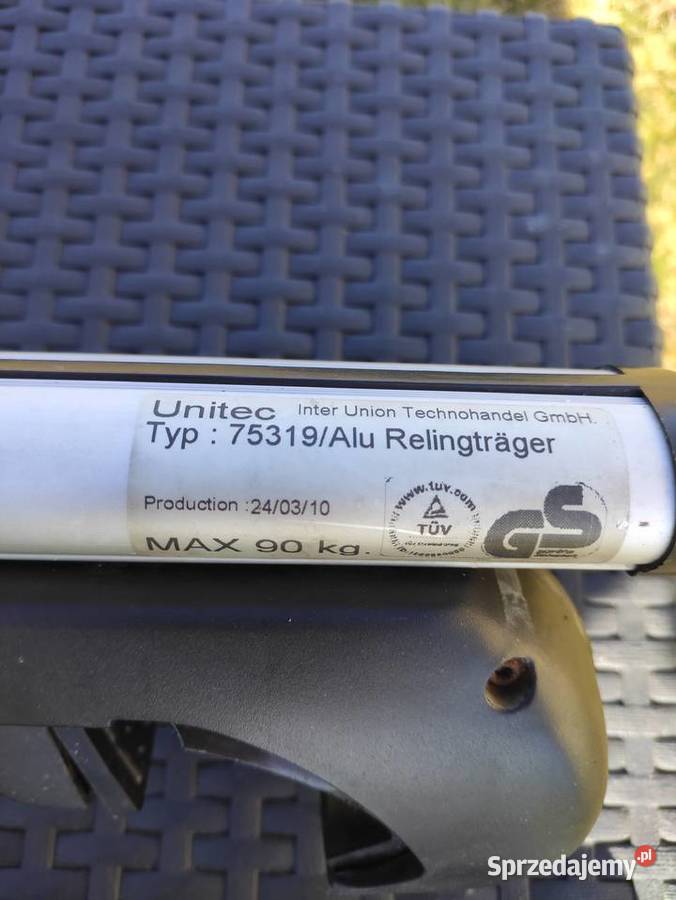 Unitec Inter Union Technohandel GmbH.
Typ : 75319/Alu Relingträger
Production : 24/03/10
MAX 90 kg.
www.tuv.com
TÜV
GS
Sprzedajemy.pl